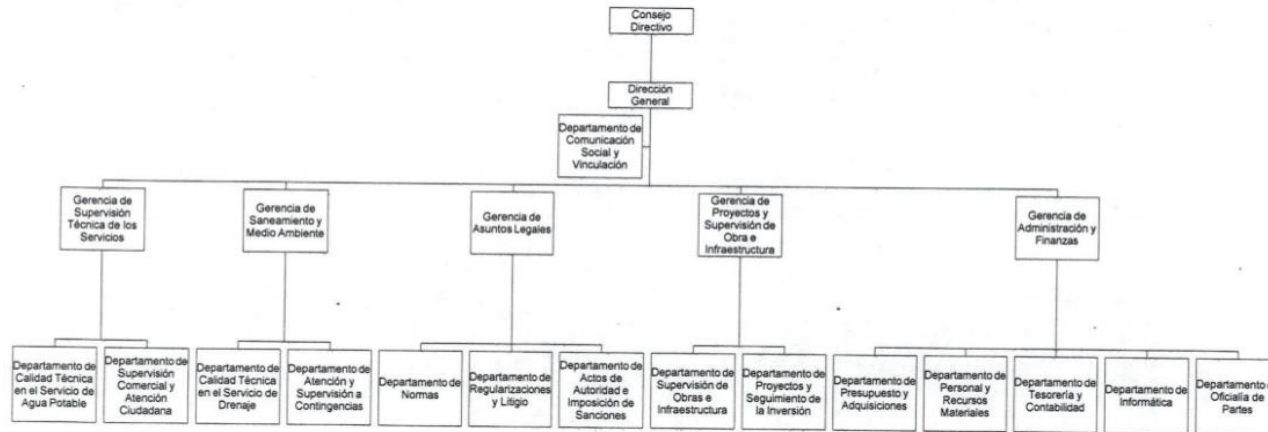 Consejo
Directivo
Dirección
General
Departamento de
Comunicación
Social y
Vinculación
Gerencia de
Supervisión
Técnica de los
Servicios
Gerencia de
Saneamiento y
Medio Ambiente
Gerencia de
Asuntos Legales
Gerencia de
Proyectos y
Supervisión de
Obra e
Infraestructura
Gerencia de
Administración y
Finanzas
Departamento de
Calidad Técnica
en el Servicio de
Agua Potable
Departamento de
Supervisión
Comercial y
Atención
Ciudadana
Departamento de
Calidad Técnica
en el Servicio de
Drenaje
Departamento de
Atención y
Supervisión a
Contingencias
Departamento de
Normas
Departamento de
Regularizaciones
y Litigio
Departamento de
Actos de
Autoridad e
Imposición de
Sanciones
Departamento de
Supervisión de
Obras e
Infraestructura
Departamento de
Proyectos y
Seguimiento de
la Inversión
Departamento de
Presupuesto y
Adquisiciones
Departamento de
Personal y
Recursos
Materiales
Departamento de
Tesorería y
Contabilidad
Departamento de
Informática
Departamento de
Oficialía de
Partes